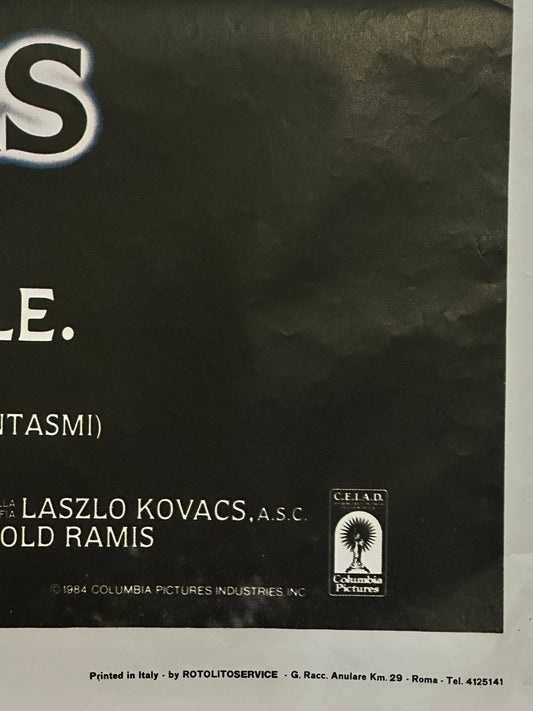 S
LE.
NTASMI)
LLA
FIA LASZLO KOVACS, A.S.C.
OLD RAMIS
C.E.I.A.D.
Columbia
Pictures
© 1984 COLUMBIA PICTURES INDUSTRIES, INC
Printed in Italy - by ROTOLITOSERVICE - G. Racc. Anulare Km. 29 - Roma - Tel. 4125141